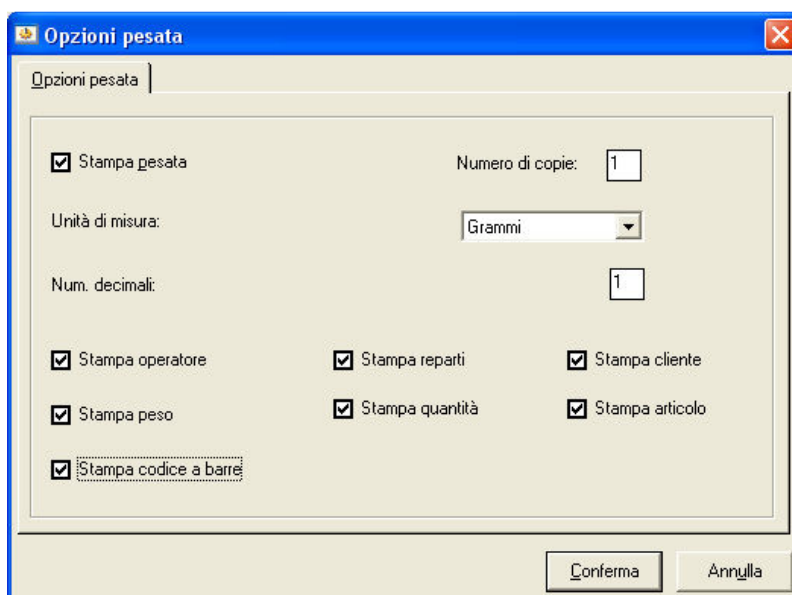 Opzioni pesata
Opzioni pesata
Stampa pesata
Numero di copie: 1
Unità di misura: Grammi
Num. decimali: 1
Stampa operatore Stampa reparti Stampa cliente
Stampa peso Stampa quantità Stampa articolo
Stampa codice a barre
Conferma Annulla